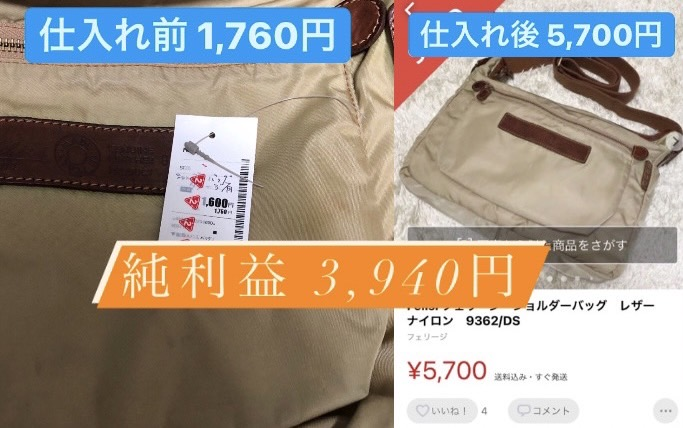 仕入れ前 1,760円
仕入れ後 5,700円
1,600円
1,760円
商品をさがす
純利益 3,940円
ショルダーバッグ レザー
ナイロン 9362/DS
フェリージ
¥5,700 送料込み・すぐ発送
いいね! 4 コメント